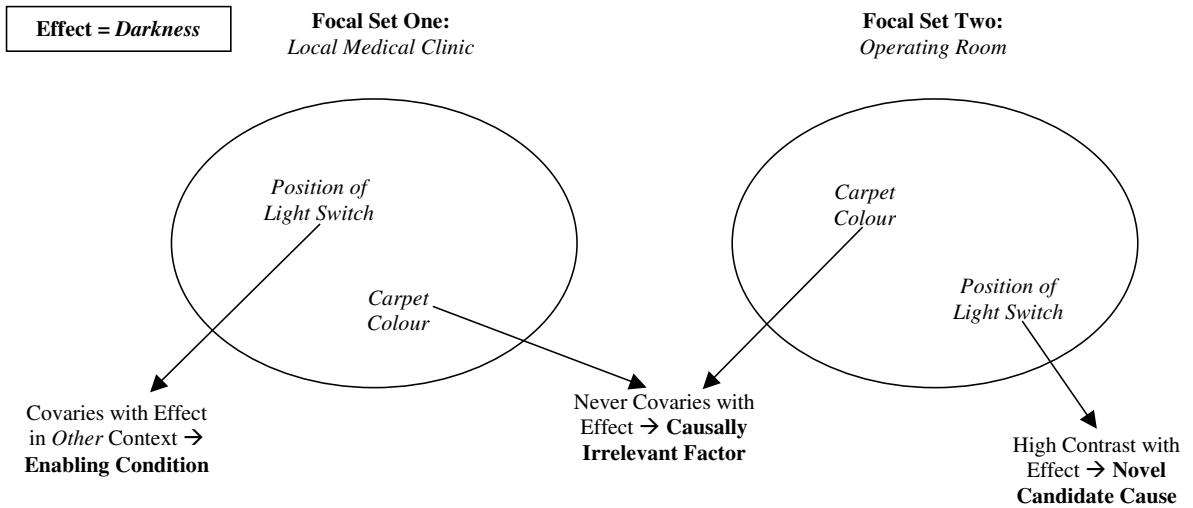 Effect = Darkness
Focal Set One:
Local Medical Clinic
Focal Set Two:
Operating Room
Position of
Light Switch
Carpet
Colour
Carpet
Colour
Position of
Light Switch
Covaries with Effect
in Other Context →
Enabling Condition
Never Covaries with
Effect → Causally
Irrelevant Factor
High Contrast with
Effect → Novel
Candidate Cause